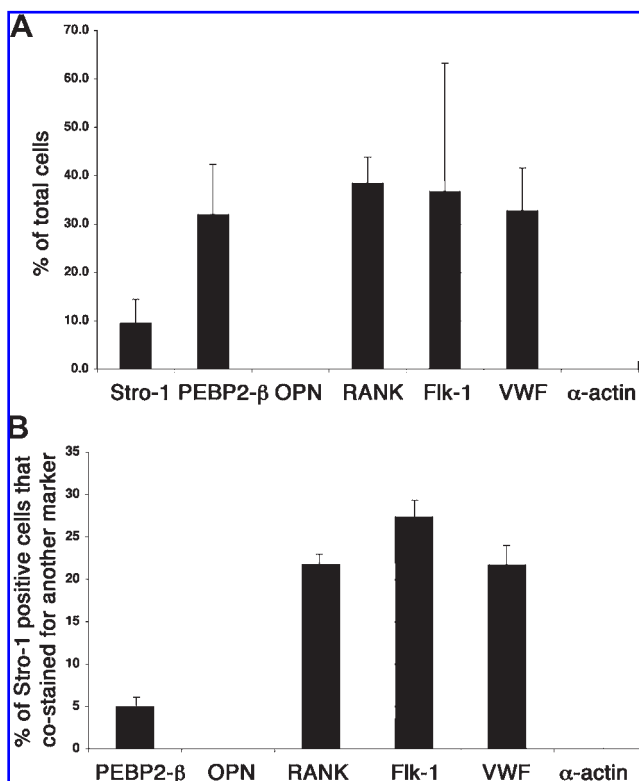 A
% of total cells
70.0
60.0
50.0
40.0
30.0
20.0
10.0
0.0
Stro-1 PEBP2-β OPN RANK Flk-1 VWF α-actin
B
% of Stro-1 positive cells that
co-stained for another marker
35
30
25
20
15
10
5
0
PEBP2-β OPN RANK Flk-1 VWF α-actin